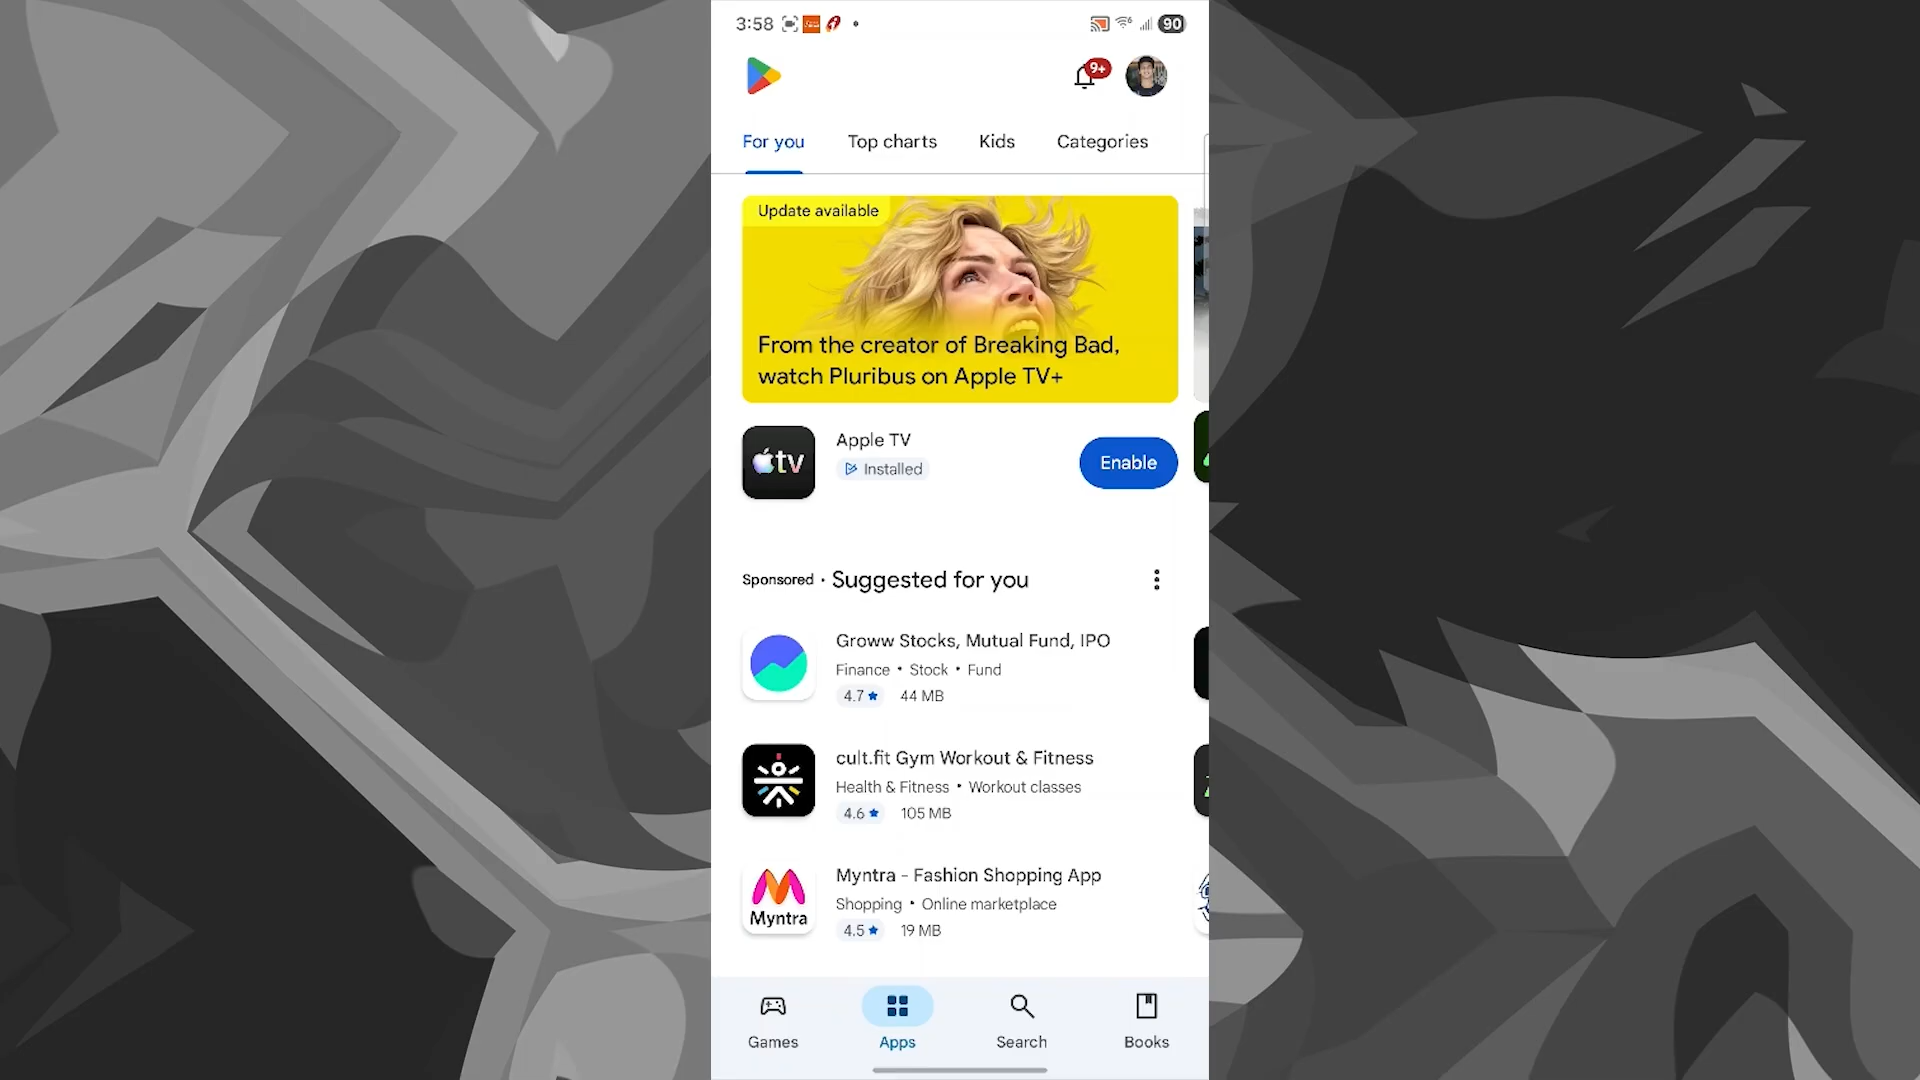 3:58
90
9+
For you
Top charts
Kids
Categories
Update available
From the creator of Breaking Bad,
watch Pluribus on Apple TV+
tv
Apple TV
Installed
Enable
Sponsored • Suggested for you
Groww Stocks, Mutual Fund, IPO
Finance • Stock • Fund
4.7 ★ 44 MB
cult.fit Gym Workout & Fitness
Health & Fitness • Workout classes
4.6 ★ 105 MB
Myntra
Myntra - Fashion Shopping App
Shopping • Online marketplace
4.5 ★ 19 MB
Games
Apps
Search
Books